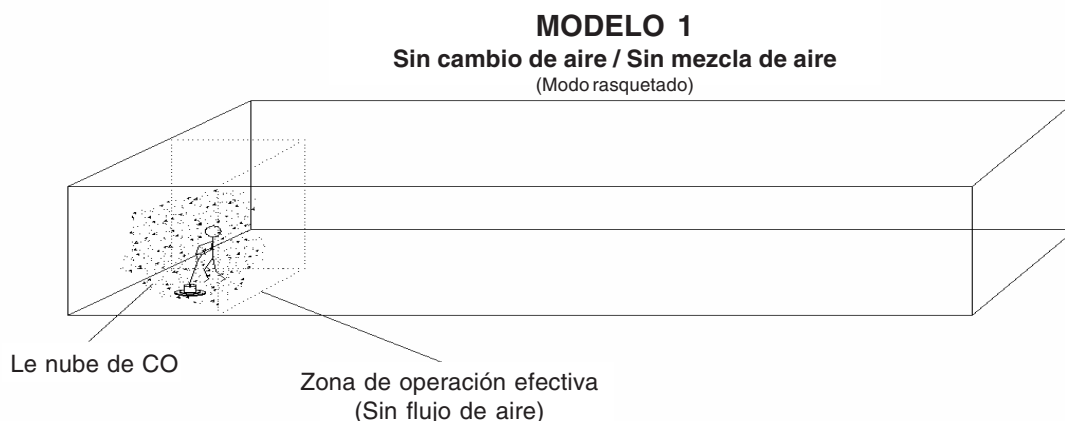 MODELO 1
Sin cambio de aire / Sin mezcla de aire
(Modo rasquetado)
Le nube de CO
Zona de operación efectiva
(Sin flujo de aire)